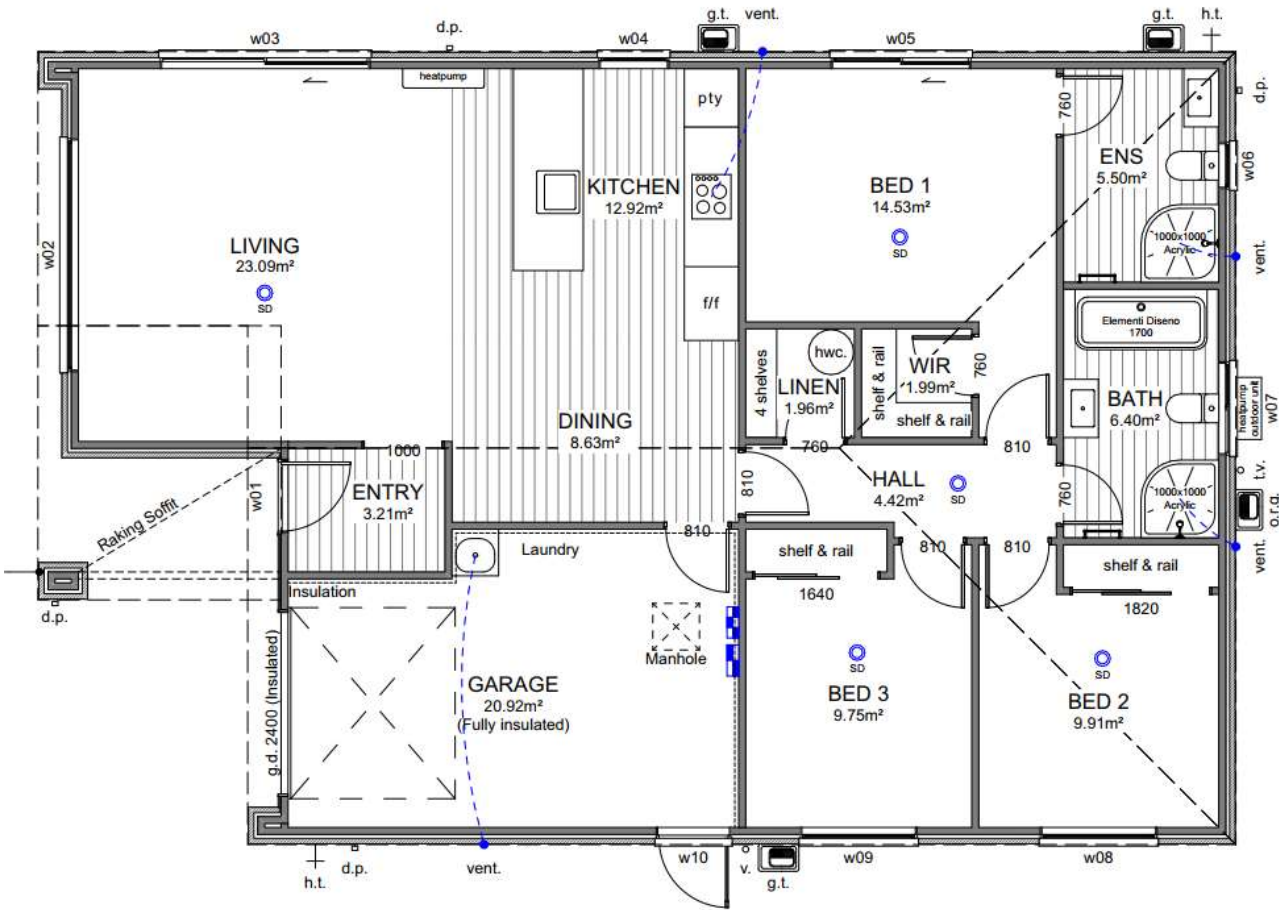 g.t.
vent.
g.t.
h.t.
w03
d.p.
w04
w05
heatpump
pty
760
d.p.
ENS
5.50m²
w06
KITCHEN
12.92m²
BED 1
14.53m²
LIVING
23.09m²
SD
w02
SD
1000x1000
Acrylic
vent.
f/f
Elementi Diseno
1700
4 shelves
hwc.
LINEN
1.96m²
shelf & rail
WIR
1.99m²
shelf & rail
760
BATH
6.40m²
heatpump
outdoor unit
w07
DINING
8.63m²
1000
760
810
HALL
4.42m²
SD
810
760
1000x1000
Acrylic
t.v.
o.r.g.
vent.
w01
ENTRY
3.21m²
Raking Soffit
d.p.
Laundry
810
shelf & rail
810
810
shelf & rail
1640
1820
Insulation
Manhole
g.d. 2400 (Insulated)
GARAGE
20.92m²
(Fully insulated)
SD
BED 3
9.75m²
SD
BED 2
9.91m²
h.t.
d.p.
vent.
w10
v.
g.t.
w09
w08